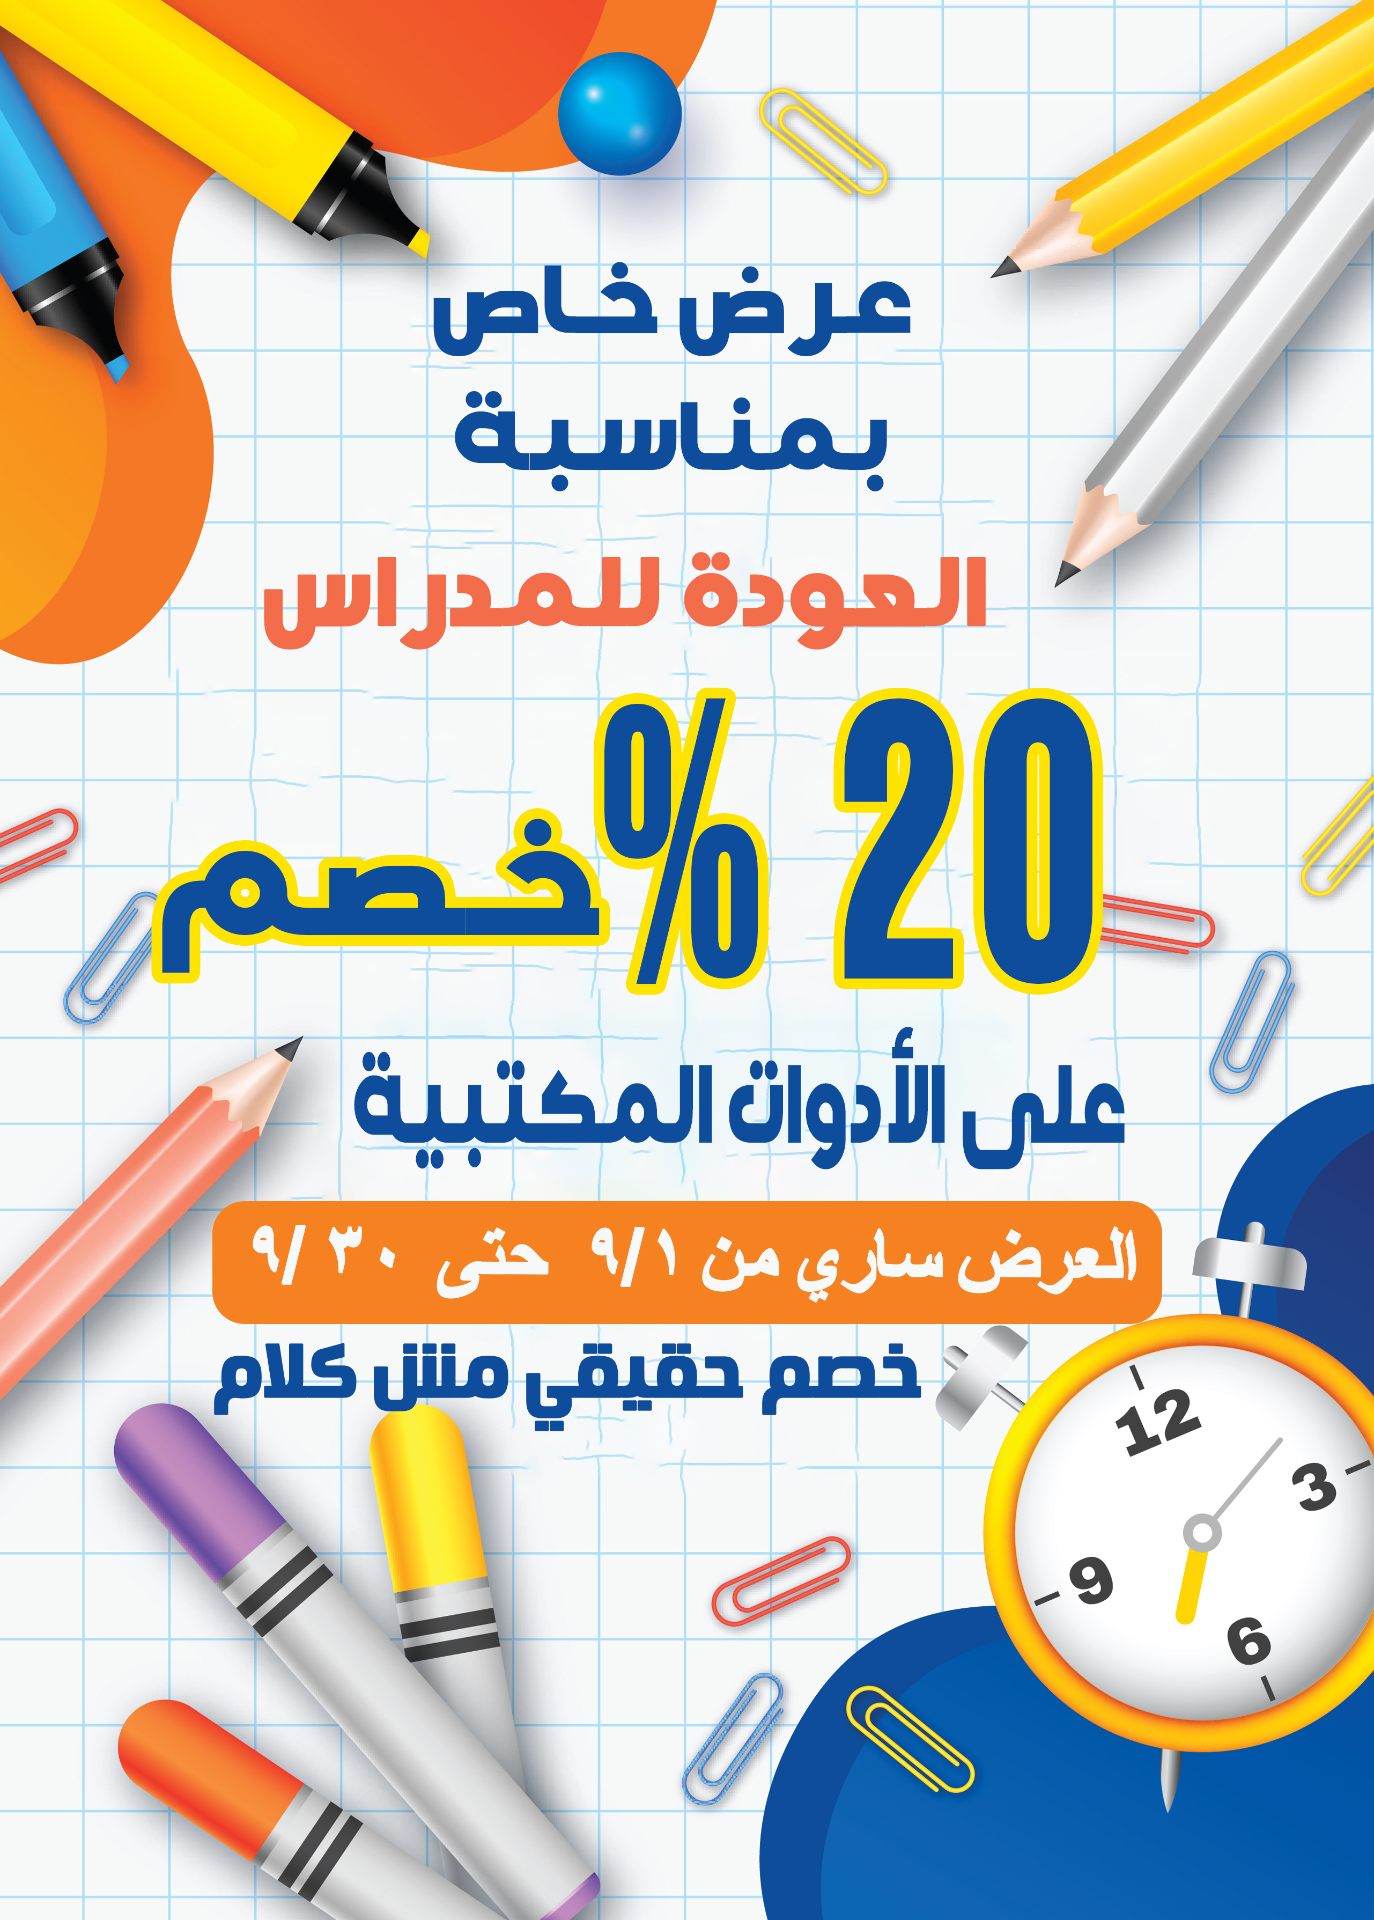 عرض خاص
بمناسبة
العودة للمدراس
20 % خصم
على الأدوات المكتبية
العرض ساري من ٩/١ حتى ٣٠ /٩
خصم حقيقي مش كلام
12
3
9
6